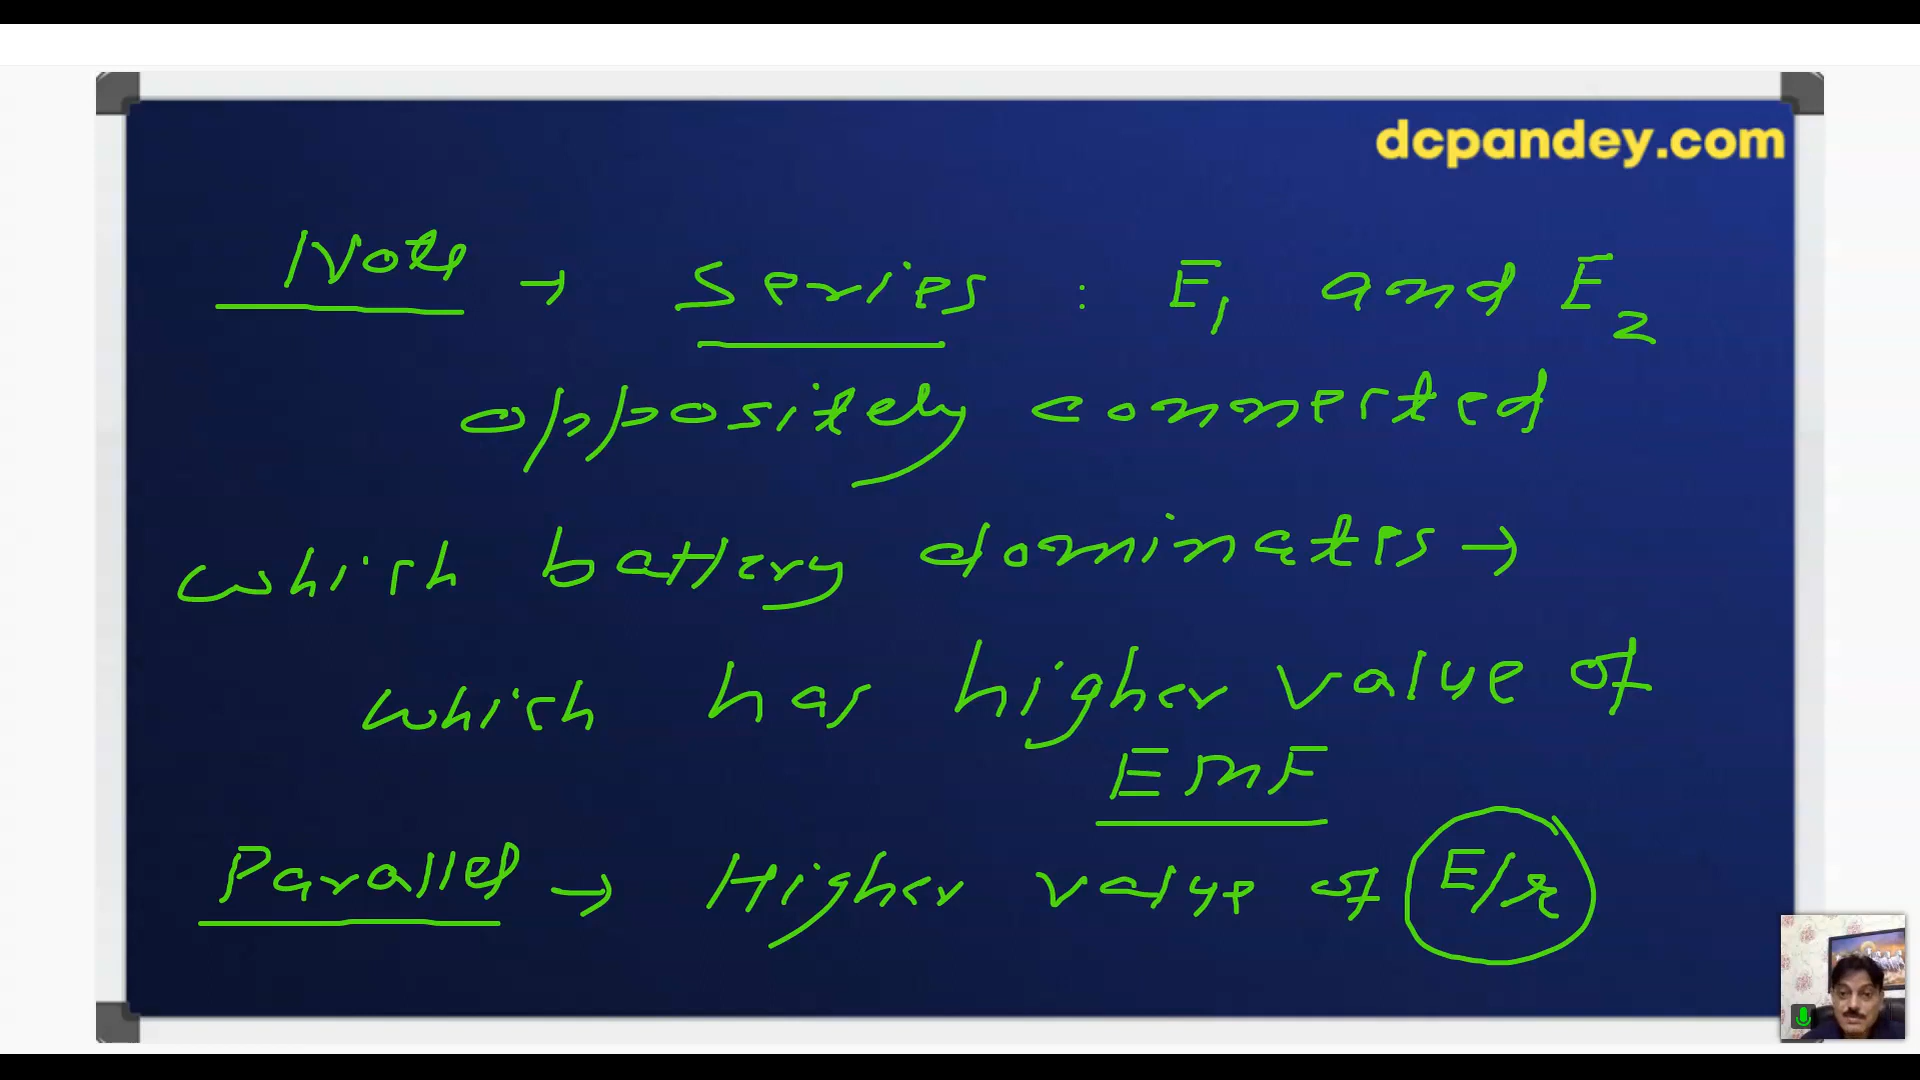 dcpandey.com
Note → Series : E₁ and E₂
oppositely connected
which battery dominates →
which has higher value of
EMF
Parallel → Higher value of E/r